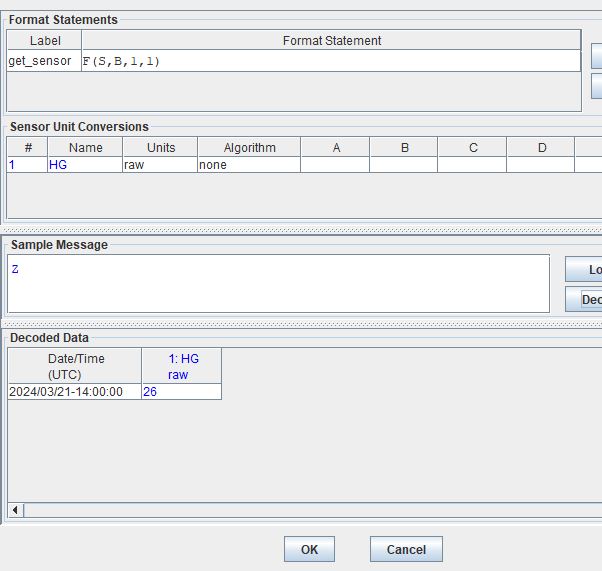 Format Statements
Label Format Statement
get_sensor F(S,B,1,1)
Sensor Unit Conversions
# Name Units Algorithm A B C D
1 HG raw none
Sample Message
Z
Lo
Dec
Decoded Data
Date/Time 1: HG
(UTC) raw
2024/03/21-14:00:00 26
OK Cancel